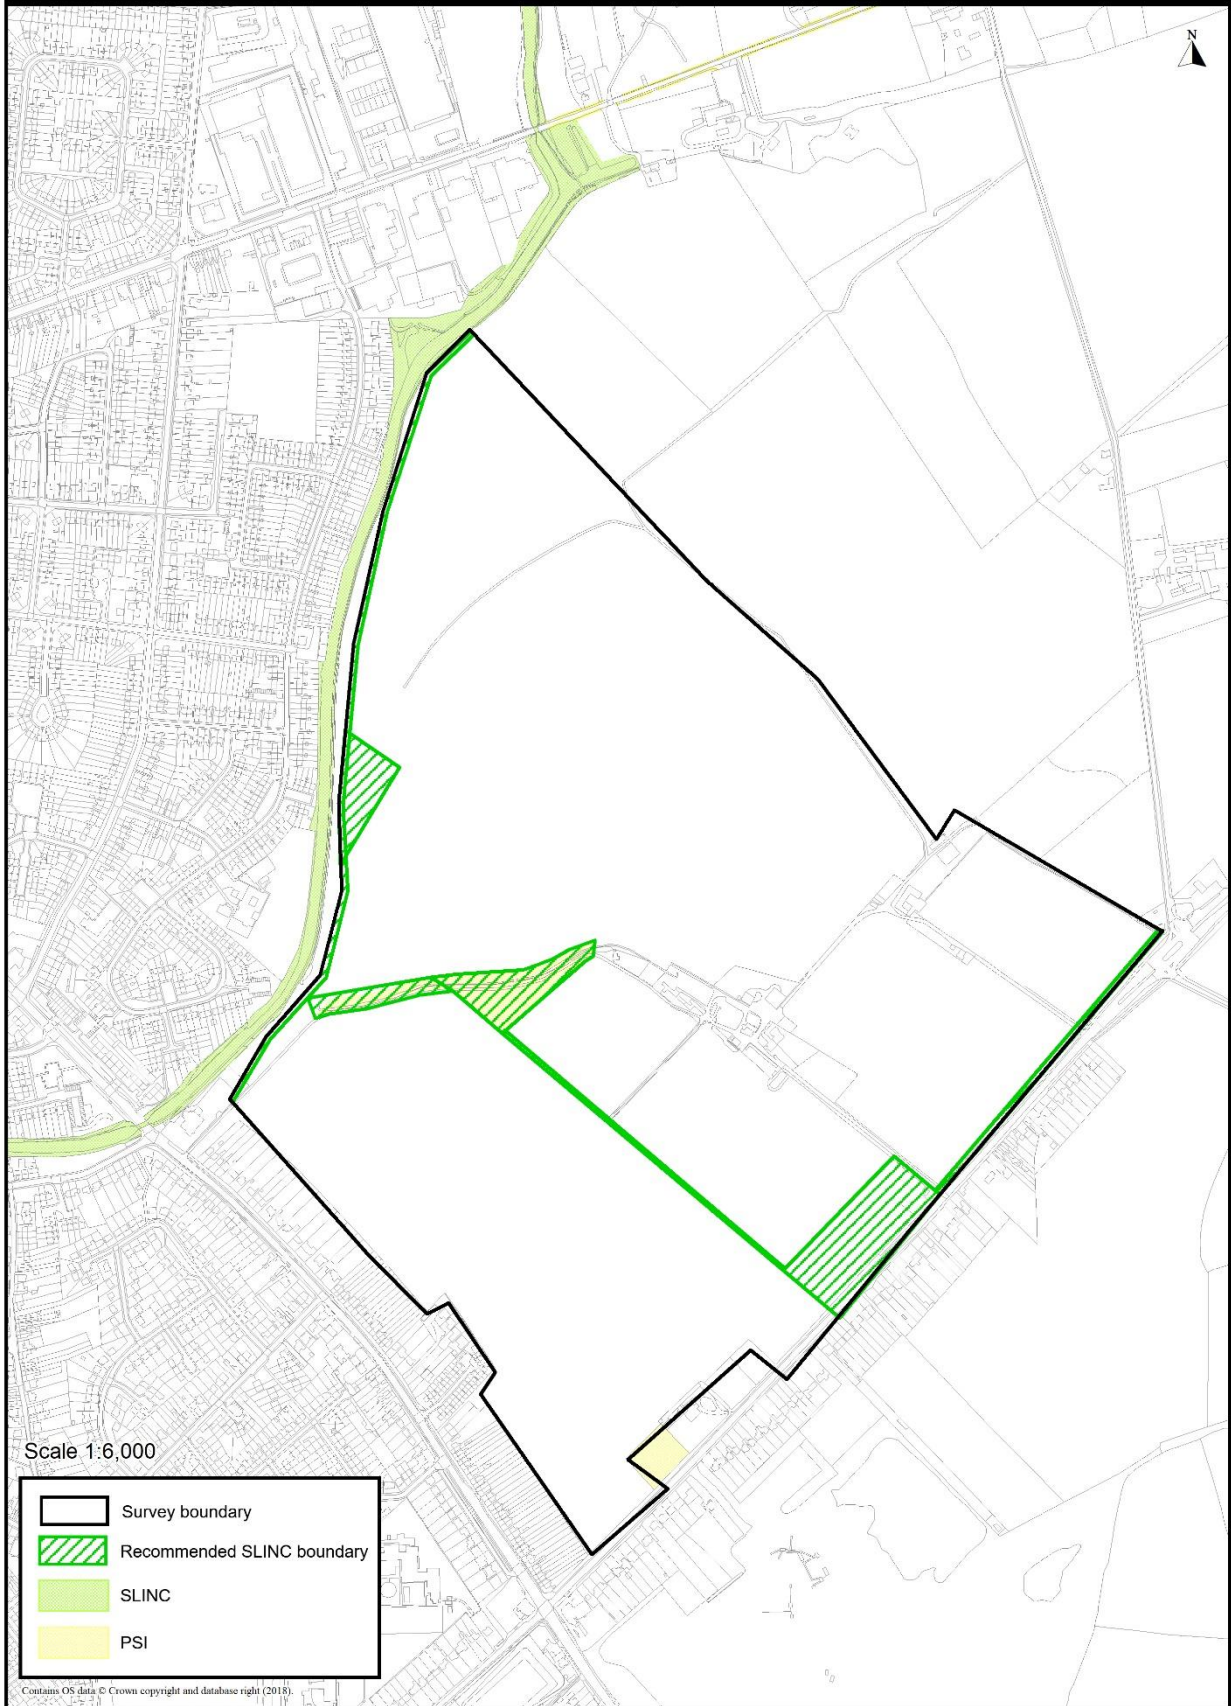 N
Scale 1:6,000
Survey boundary
Recommended SLINC boundary
SLINC
PSI
Contains OS data © Crown copyright and database right (2018).